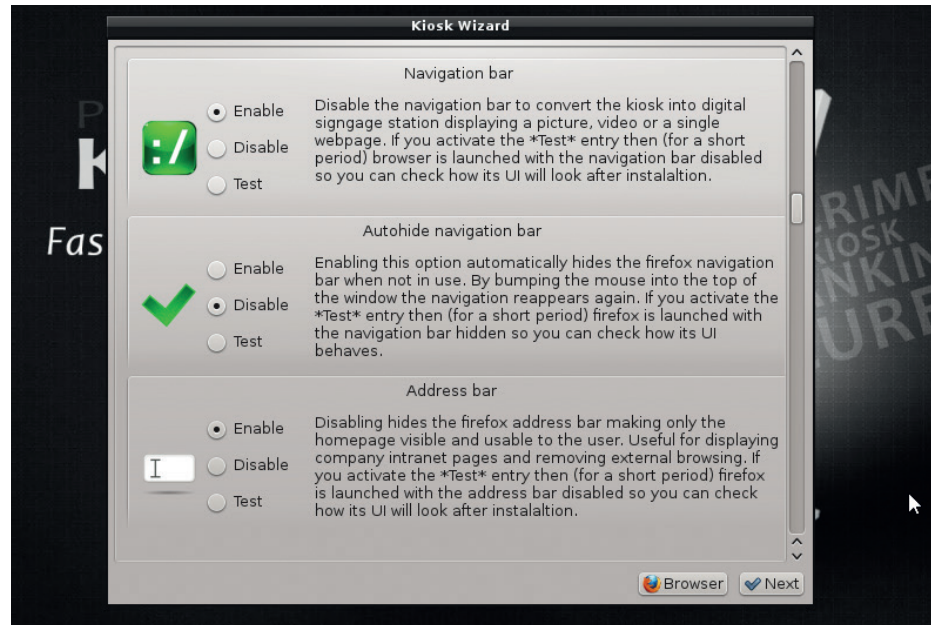 Kiosk Wizard
Navigation bar
Enable
Disable
Test
Disable the navigation bar to convert the kiosk into digital
signgage station displaying a picture, video or a single
webpage. If you activate the *Test* entry then (for a short
period) browser is launched with the navigation bar disabled
so you can check how its UI will look after instalaltion.
:/
Autohide navigation bar
Enable
Disable
Test
Enabling this option automatically hides the firefox navigation
bar when not in use. By bumping the mouse into the top of
the window the navigation reappears again. If you activate the
*Test* entry then (for a short period) firefox is launched with
the navigation bar hidden so you can check how its UI
behaves.
Address bar
Enable
Disable
Test
Disabling hides the firefox address bar making only the
homepage visible and usable to the user. Useful for displaying
company intranet pages and removing external browsing. If
you activate the *Test* entry then (for a short period) firefox
is launched with the address bar disabled so you can check
how its UI will look after instalaltion.
Browser
Next
P
K
Fas
RIME
KIOSK
NKIN
URE